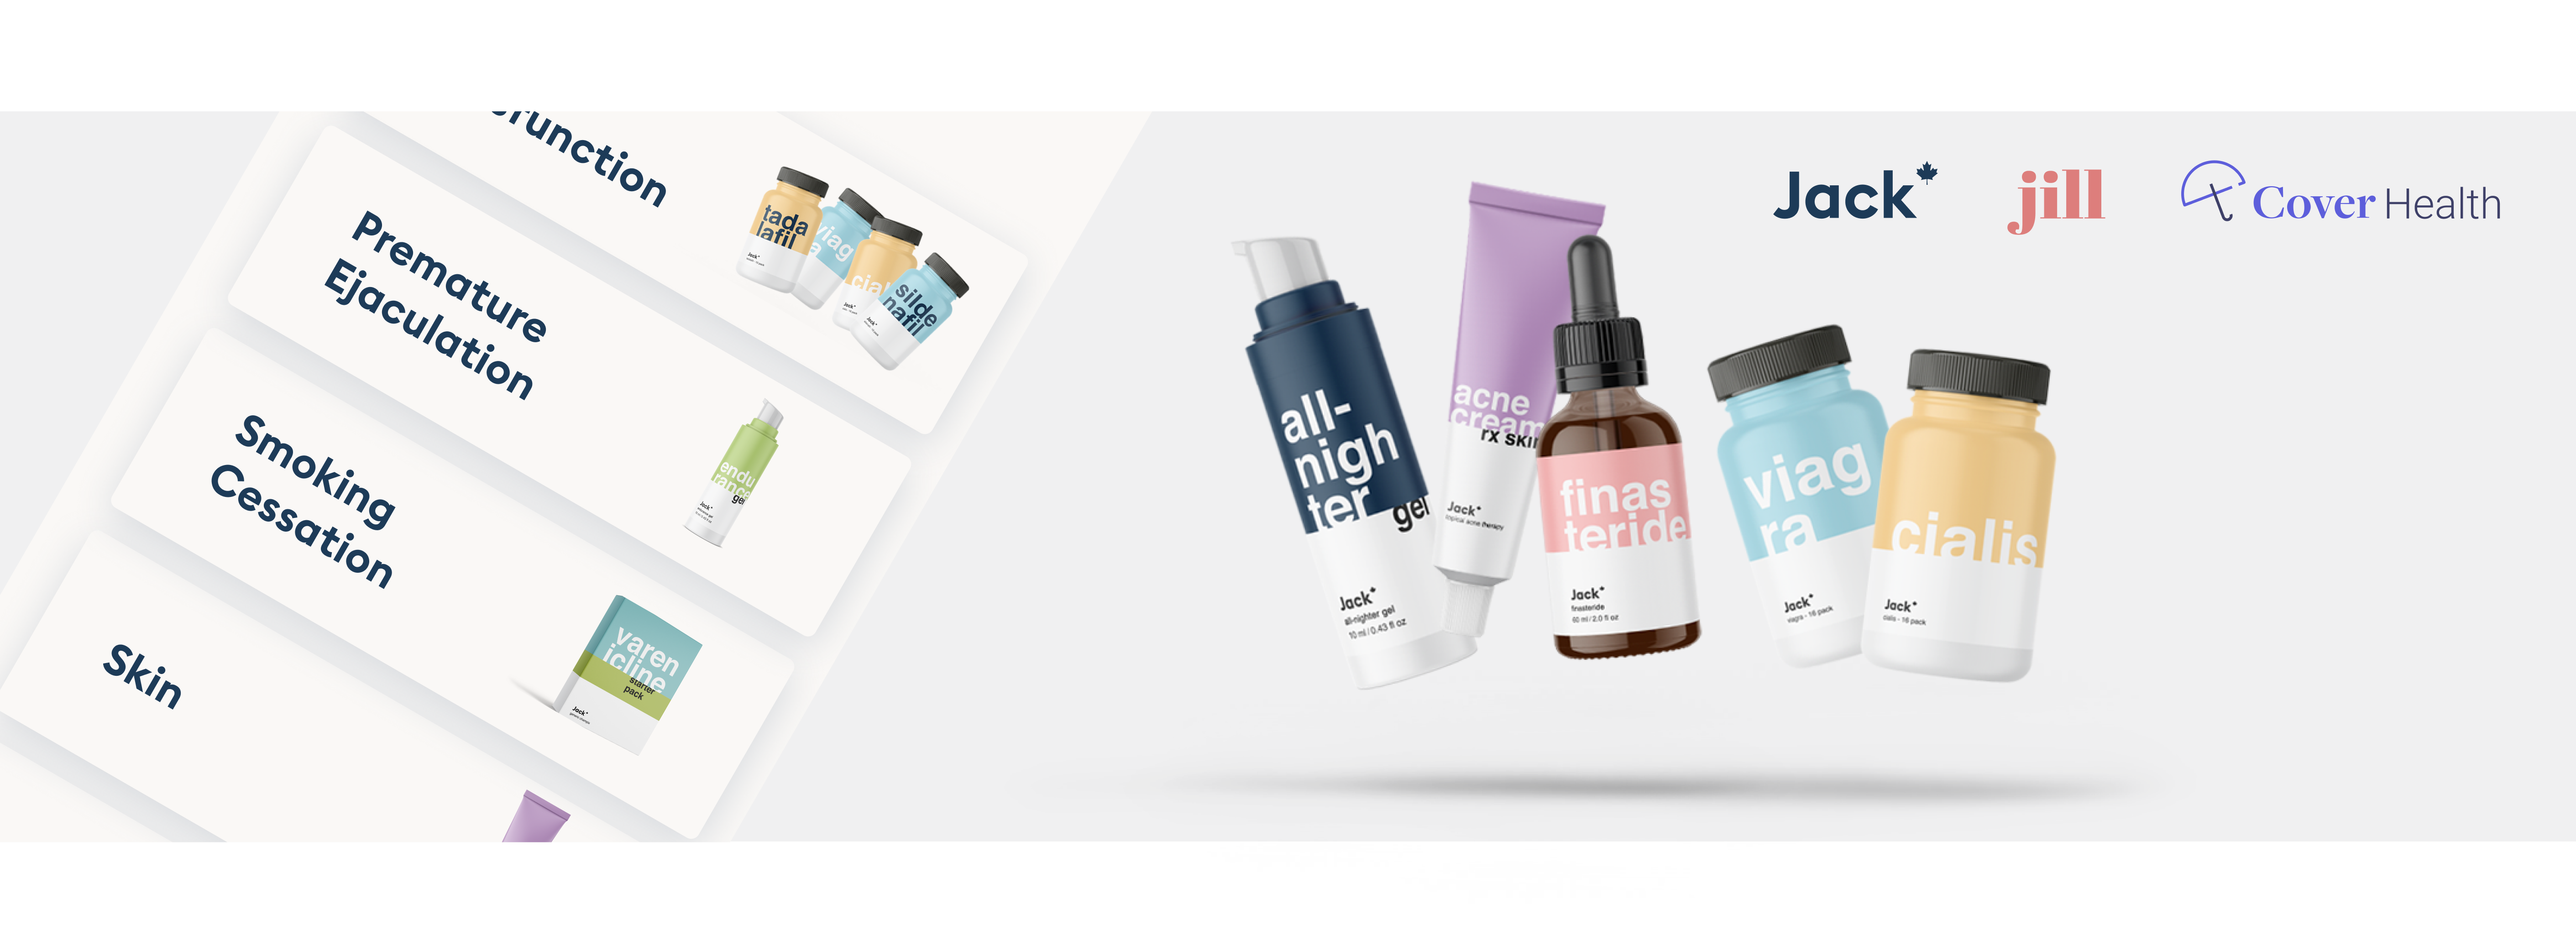 sfunction
tada
lafil
Jack
viag
a
cial
Jack
silde
nafil
Jack
Premature
Ejaculation
endu
rance
gel
Jack
Smoking
Cessation
varen
icline
starter
pack
Jack
Skin
Jack
jill
Cover Health
all-
nigh
ter
gel
Jack
all-nighter gel
10 ml / 0.43 fl oz
acne
cream
rx skin
Jack
topical acne therapy
finas
teride
Jack
finasteride
60 ml / 2.0 fl oz
viag
ra
Jack
viagra - 16 pack
cialis
Jack
cialis - 16 pack